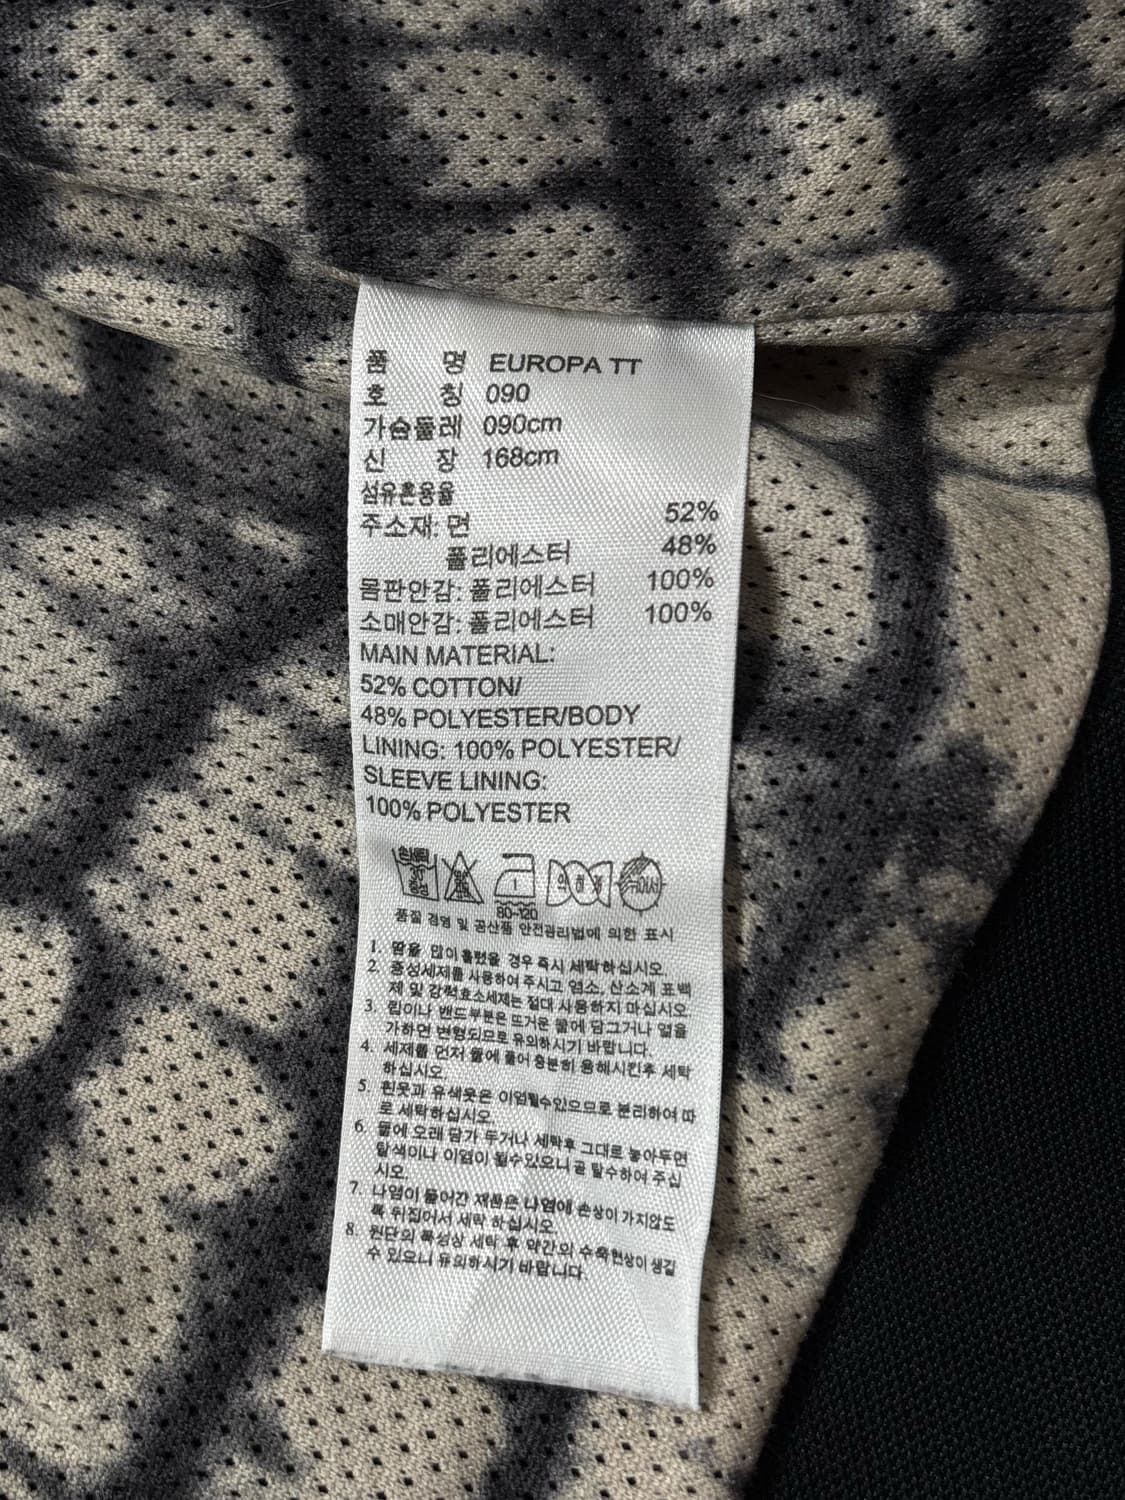 품 명 EUROPA TT
호 칭 090
가슴둘레 090cm
신 장 168cm
섬유혼용율
주소재: 면 52%
폴리에스터 48%
몸판안감: 폴리에스터 100%
소매안감: 폴리에스터 100%
MAIN MATERIAL:
52% COTTON/
48% POLYESTER/BODY
LINING: 100% POLYESTER/
SLEEVE LINING:
100% POLYESTER
80-120
품질 경영 및 공산품 안전관리법에 의한 표시
1. 땀을 많이 흘렸을 경우 즉시 세탁하십시오.
2. 중성세제를 사용하여 주시고 염소, 산소계 표백
제 및 강력효소세제는 절대 사용하지 마십시오.
3. 립이나 밴드부분은 뜨거운 물에 담그거나 열을
가하면 변형되므로 유의하시기 바랍니다.
4. 세제를 먼저 물에 풀어 충분히 용해시킨후 세탁
하십시오.
5. 흰옷과 유색옷은 이염될수있으므로 분리하여 따
로 세탁하십시오.
6. 물에 오래 담가 두거나 세탁후 그대로 놓아두면
탈색이나 이염이 될수있으니 곧 탈수하여 주십
시오.
7. 나염이 들어간 제품은 나염에 손상이 가지않도
록 뒤집어서 세탁 하십시오.
8. 원단의 특성상 세탁 후 약간의 수축현상이 생길
수 있으니 유의하시기 바랍니다.